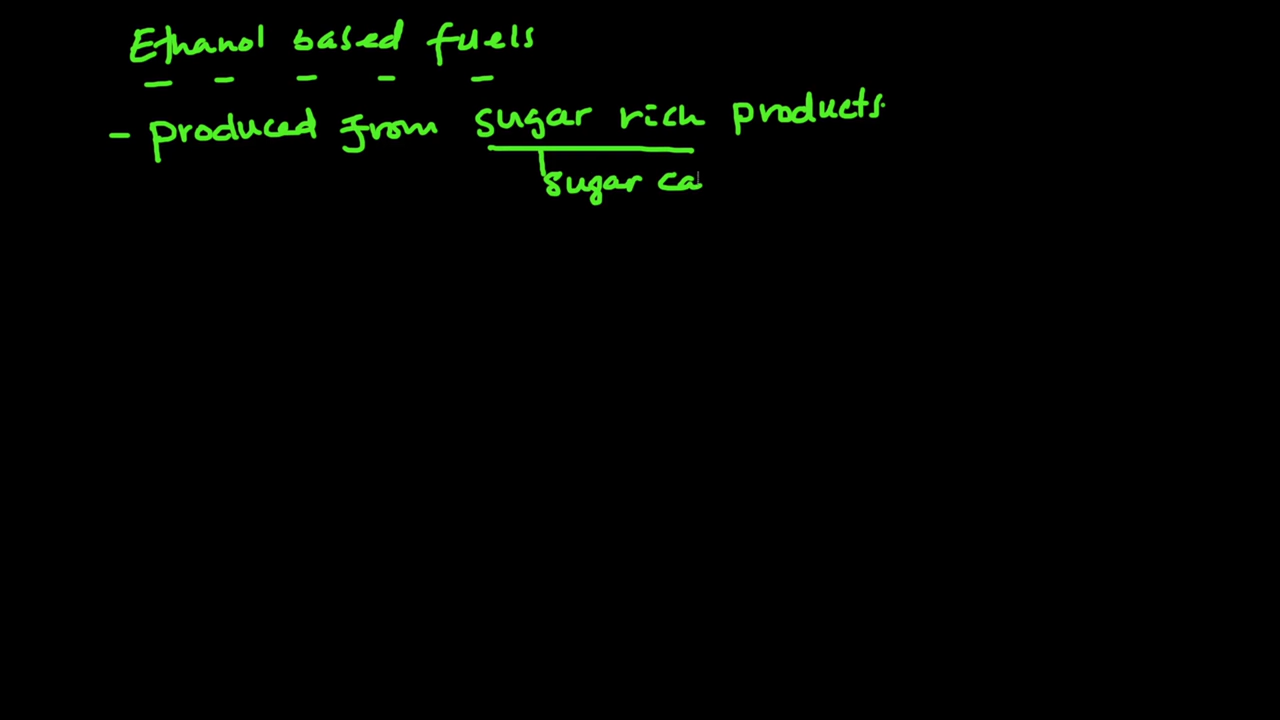 Ethanol based fuels
- produced from sugar rich products.
sugar ca